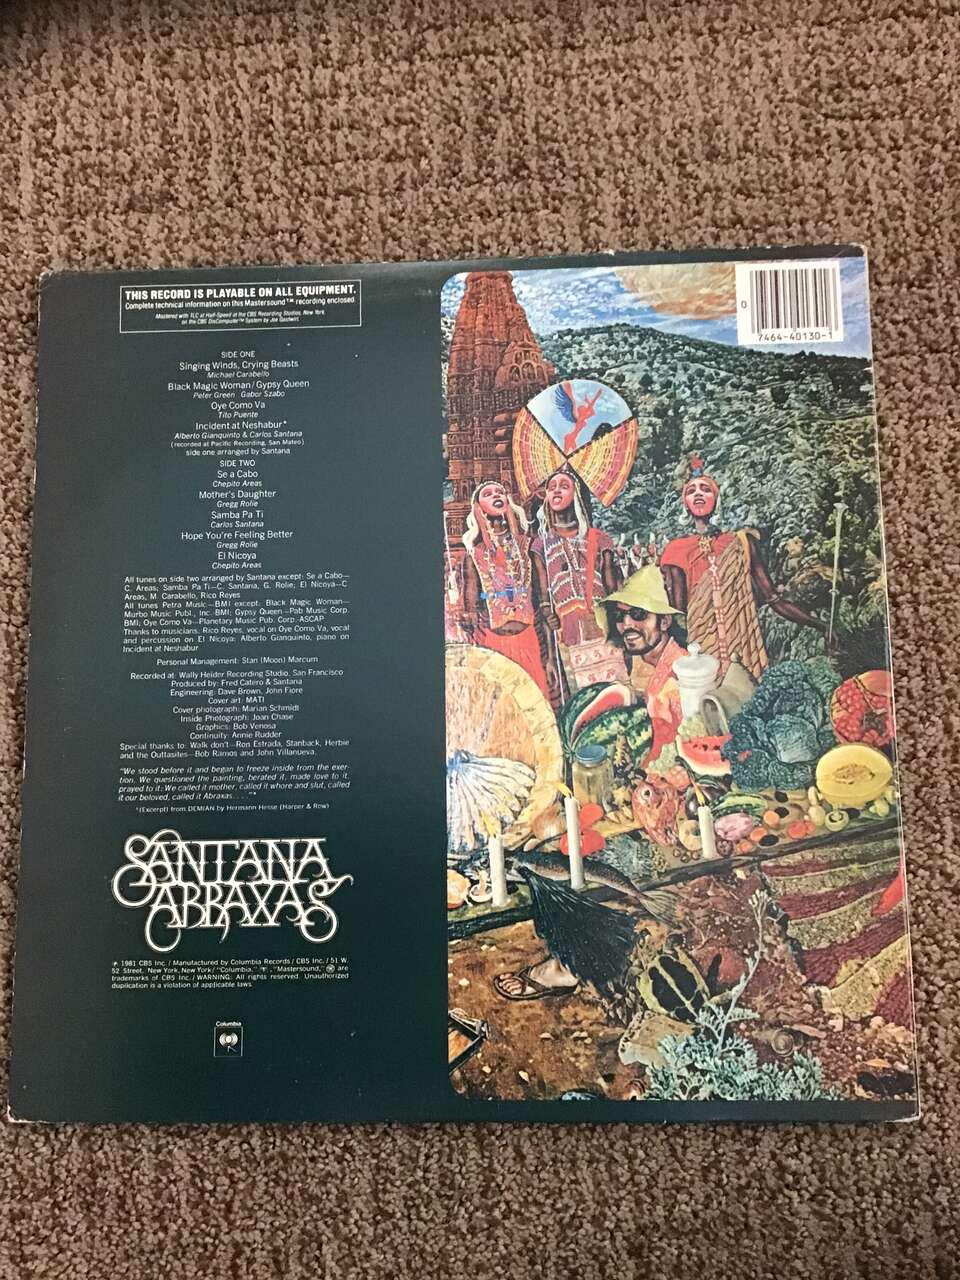 THIS RECORD IS PLAYABLE ON ALL EQUIPMENT.
Complete technical information on this Mastersound™ recording enclosed.
Mastered with TLC at Half-Speed at the CBS Recording Studios, New York,
on the CBS DisComputer™ System by Joe Gastwirt.
0
7464-40130-1
SIDE ONE
Singing Winds, Crying Beasts
Michael Carabello
Black Magic Woman/Gypsy Queen
Peter Green Gabor Szabo
Oye Como Va
Tito Puente
Incident at Neshabur*
Alberto Gianquinto & Carlos Santana
(recorded at Pacific Recording, San Mateo)
side one arranged by Santana
SIDE TWO
Se a Cabo
Chepito Areas
Mother's Daughter
Gregg Rolie
Samba Pa Ti
Carlos Santana
Hope You're Feeling Better
Gregg Rolie
El Nicoya
Chepito Areas
All tunes on side two arranged by Santana except: Se a Cabo—
C. Areas; Samba Pa Ti—C. Santana, G. Rolie; El Nicoya—C.
Areas, M. Carabello, Rico Reyes
All tunes Petra Music—BMI except: Black Magic Woman—
Murbo Music Publ., Inc.-BMI; Gypsy Queen—Pab Music Corp.
BMI; Oye Como Va—Planetary Music Pub. Corp.-ASCAP
Thanks to musicians: Rico Reyes, vocal on Oye Como Va, vocal
and percussion on El Nicoya; Alberto Gianquinto, piano on
Incident at Neshabur
Personal Management: Stan (Moon) Marcum
Recorded at: Wally Heider Recording Studio, San Francisco
Produced by: Fred Catero & Santana
Engineering: Dave Brown, John Fiore
Cover art: MATI
Cover photograph: Marian Schmidt
Inside Photograph: Joan Chase
Graphics: Bob Venosa
Continuity: Annie Rudder
Special thanks to: Walk don't—Ron Estrada, Stanback, Herbie
and the Outtasites—Bob Ramos and John Villanueva.
"We stood before it and began to freeze inside from the exer-
tion. We questioned the painting, berated it, made love to it,
prayed to it: We called it mother, called it whore and slut, called
it our beloved, called it Abraxas. . . ."*
*(Excerpt) from DEMIAN by Hermann Hesse (Harper & Row)
SANTANA
ABRAXAS
℗ 1981 CBS Inc./Manufactured by Columbia Records/CBS Inc./51 W.
52 Street, New York, New York/"Columbia," , "Mastersound," are
trademarks of CBS Inc./WARNING: All rights reserved. Unauthorized
duplication is a violation of applicable laws.
Columbia